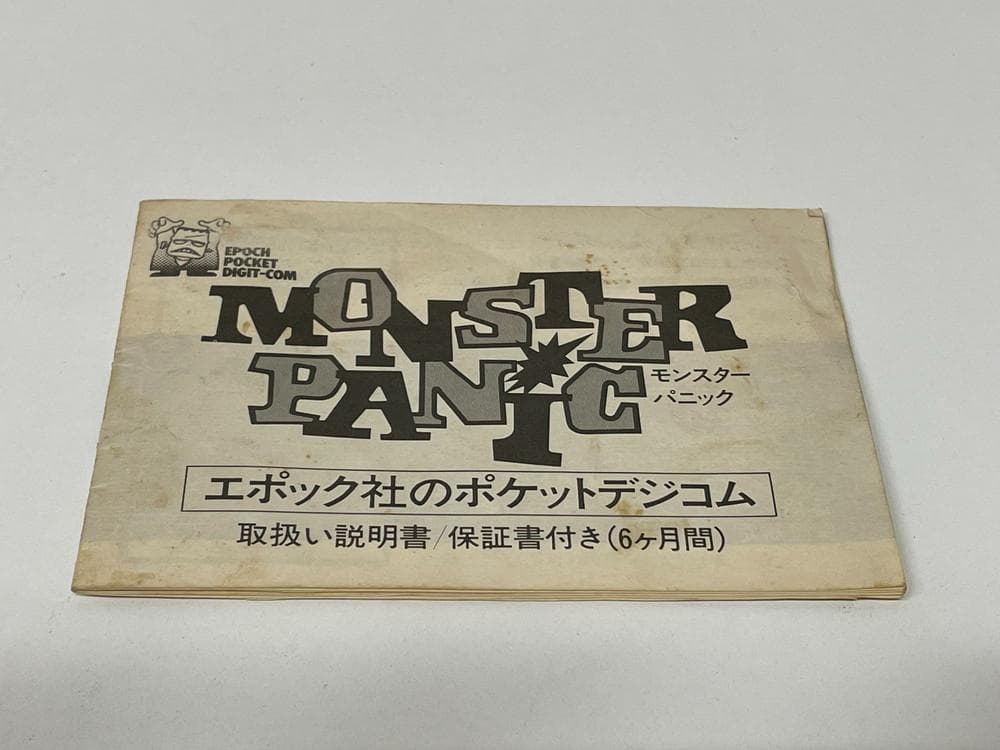 EPOCH
POCKET
DIGIT-COM
MONSTER
PANIC
モンスター
パニック
エポック社のポケットデジコム
取扱い説明書/保証書付き(6ヶ月間)